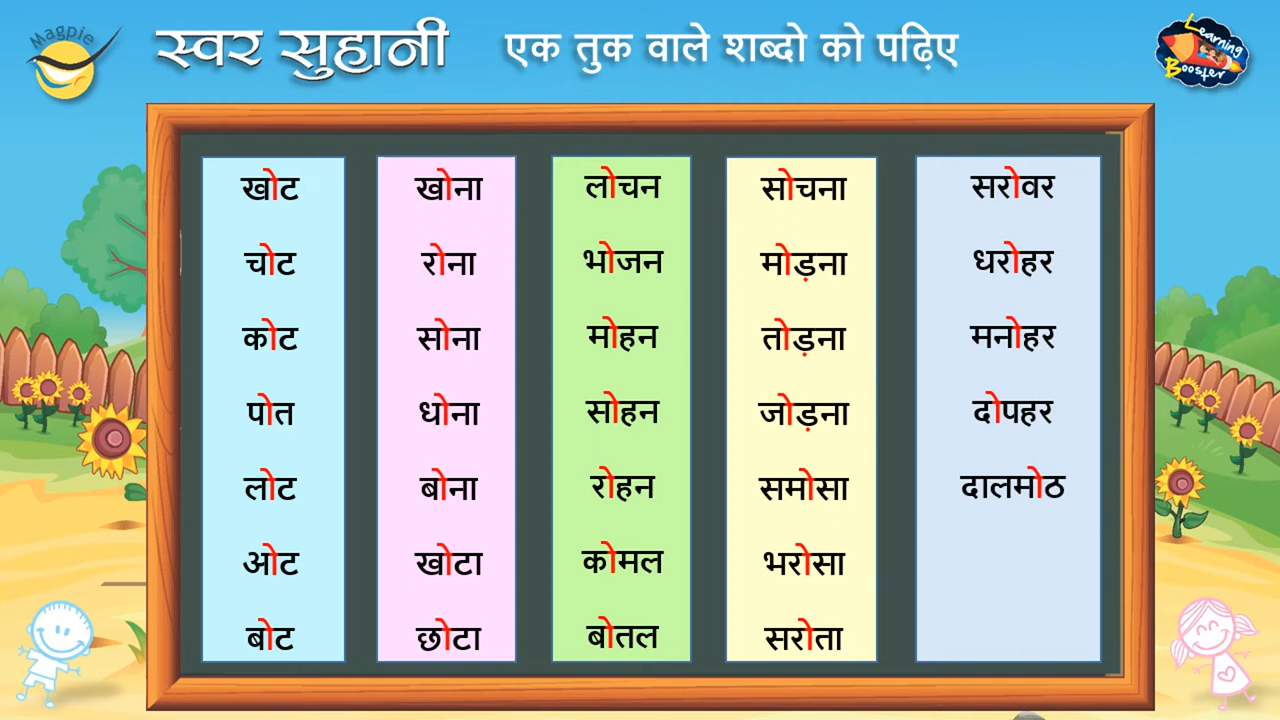 Magpie
स्वर सुहानी
एक तुक वाले शब्दो को पढ़िए
Learning
Booster
खोट खोना लोचन सोचना सरोवर
चोट रोना भोजन मोड़ना धरोहर
कोट सोना मोहन तोड़ना मनोहर
पोत धोना सोहन जोड़ना दोपहर
लोट बोना रोहन समोसा दालमोठ
ओट खोटा कोमल भरोसा
बोट छोटा बोतल सरोता